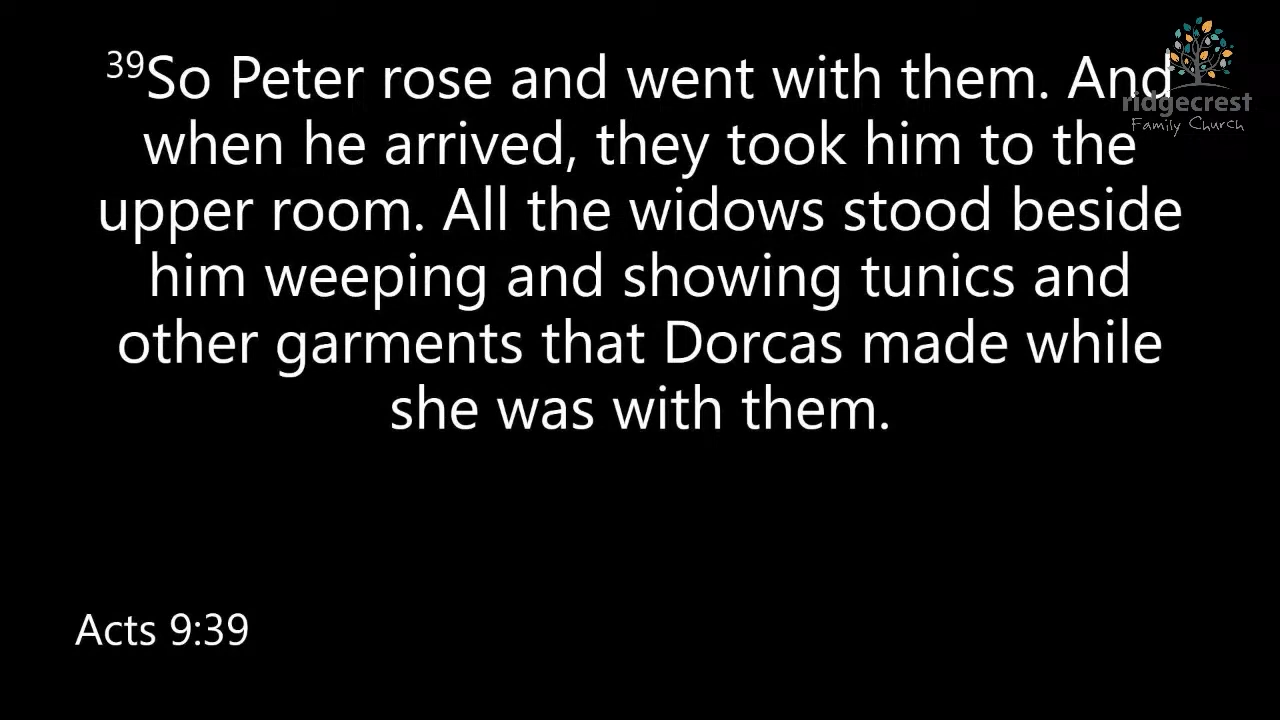 ³⁹So Peter rose and went with them. And
when he arrived, they took him to the
upper room. All the widows stood beside
him weeping and showing tunics and
other garments that Dorcas made while
she was with them.
Acts 9:39
ridgecrest
Family Church